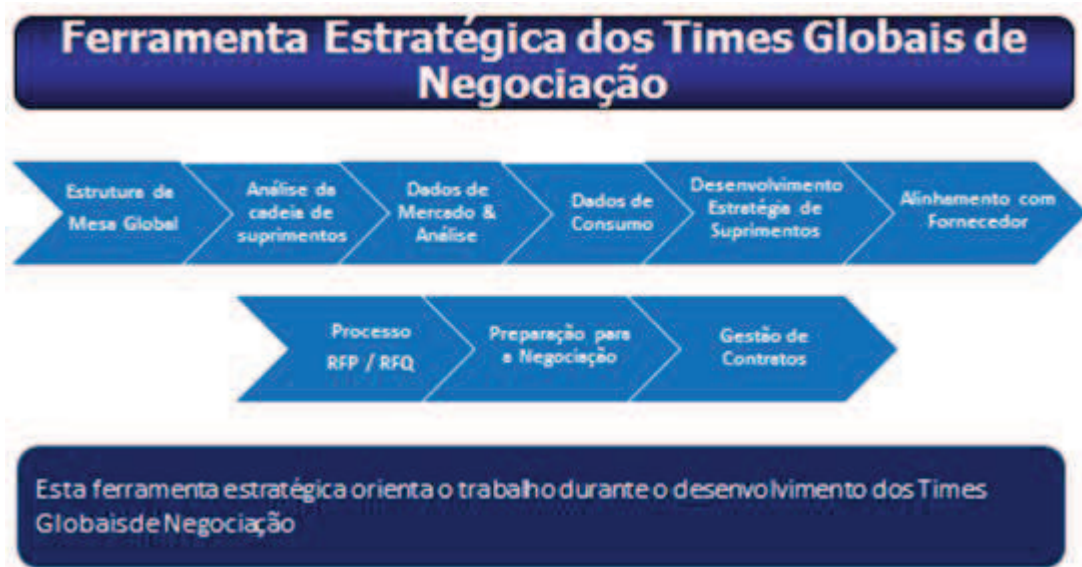 Ferramenta Estratégica dos Times Globais de
Negociação
Estrutura da
Mesa Global
Análise da
cadeia de
suprimentos
Dados de
Mercado &
Análise
Dados de
Consumo
Desenvolvimento
Estratégia de
Suprimentos
Alinhamento com
Fornecedor
Processo
RFP / RFQ
Preparação para
a Negociação
Gestão de
Contratos
Esta ferramenta estratégica orienta o trabalho durante o desenvolvimento dos Times
Globais de Negociação